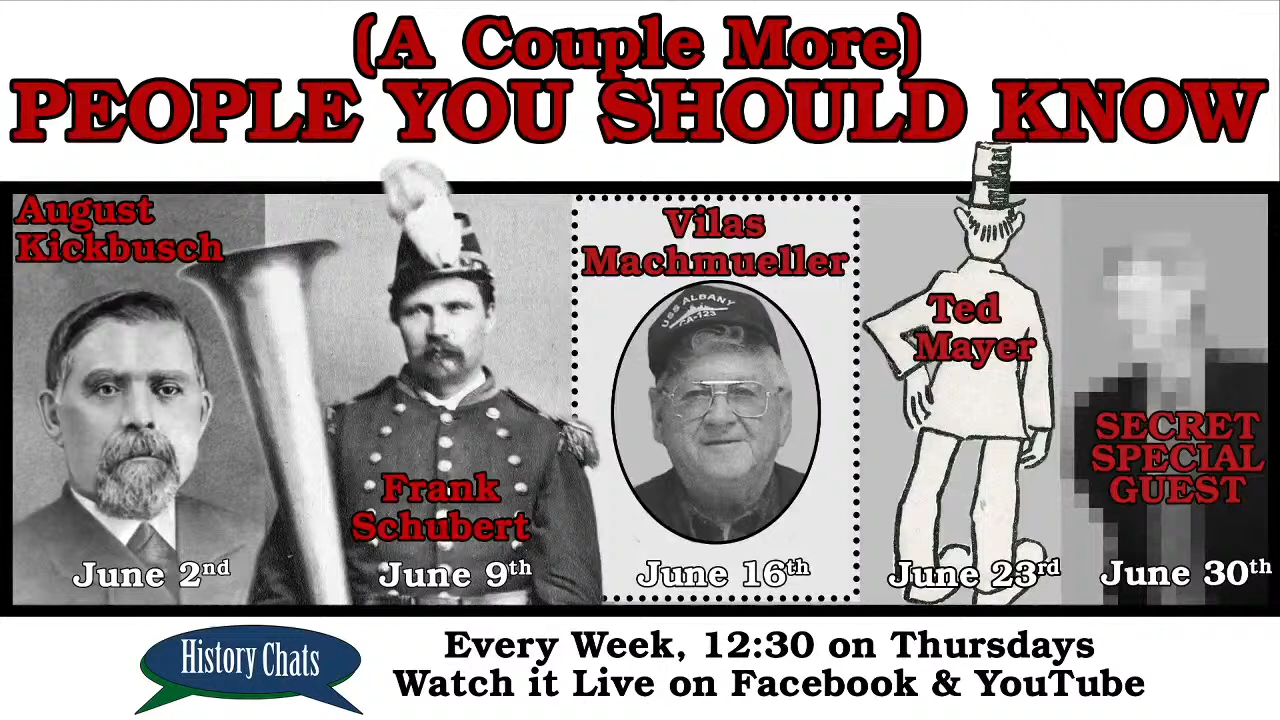 (A Couple More)
PEOPLE YOU SHOULD KNOW
August
Kickbusch
June 2nd
Frank
Schubert
June 9th
Vilas
Machmueller
USS ALBANY
CA-123
June 16th
Ted
Mayer
June 23rd
SECRET
SPECIAL
GUEST
June 30th
History Chats
Every Week, 12:30 on Thursdays
Watch it Live on Facebook & YouTube